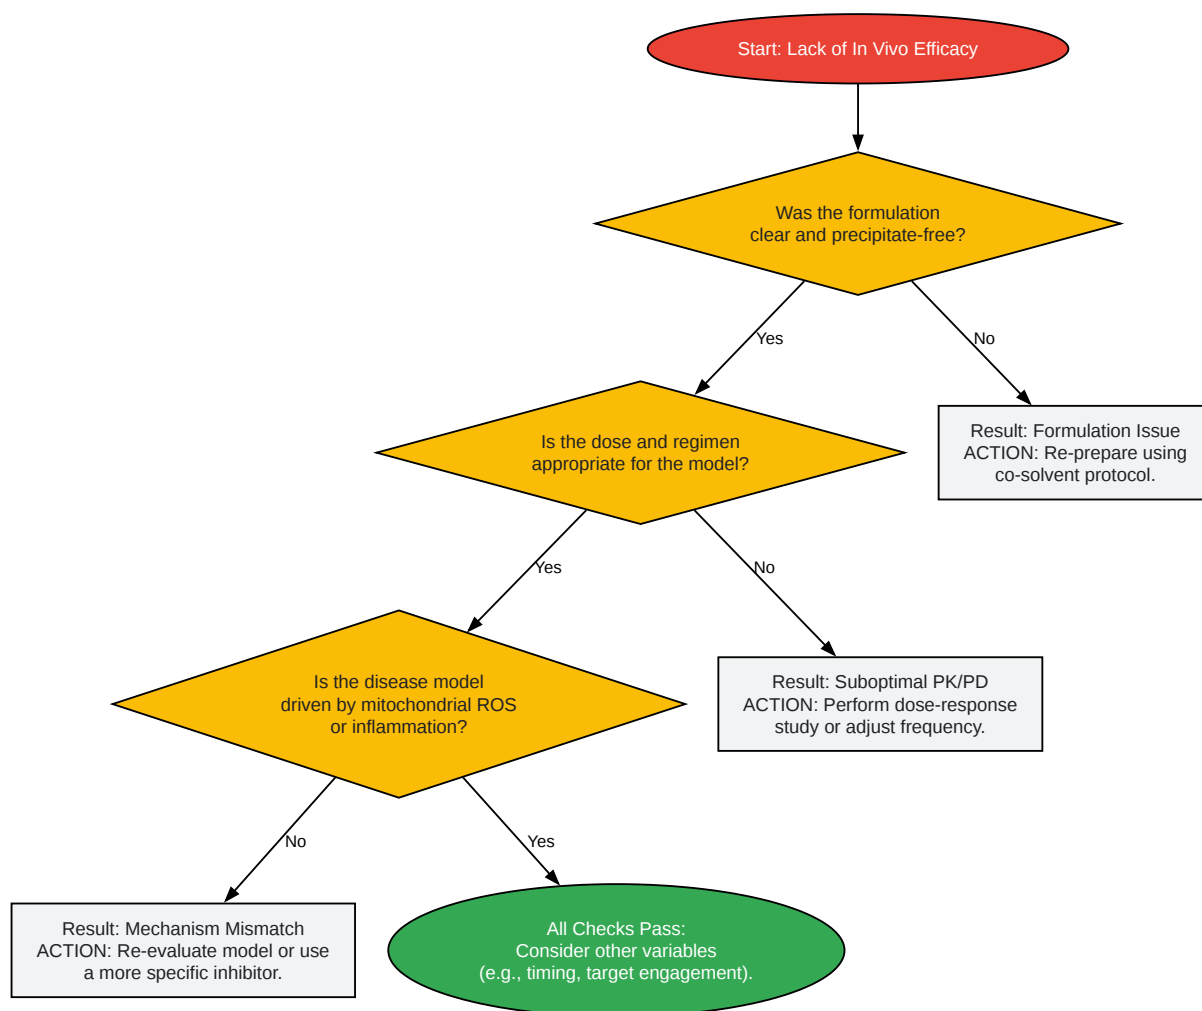 Start: Lack of In Vivo Efficacy
Was the formulation
clear and precipitate-free?
Yes
No
Is the dose and regimen
appropriate for the model?
Result: Formulation Issue
ACTION: Re-prepare using
co-solvent protocol.
Yes
No
Is the disease model
driven by mitochondrial ROS
or inflammation?
Result: Suboptimal PK/PD
ACTION: Perform dose-response
study or adjust frequency.
No
Yes
Result: Mechanism Mismatch
ACTION: Re-evaluate model or use
a more specific inhibitor.
All Checks Pass:
Consider other variables
(e.g., timing, target engagement).